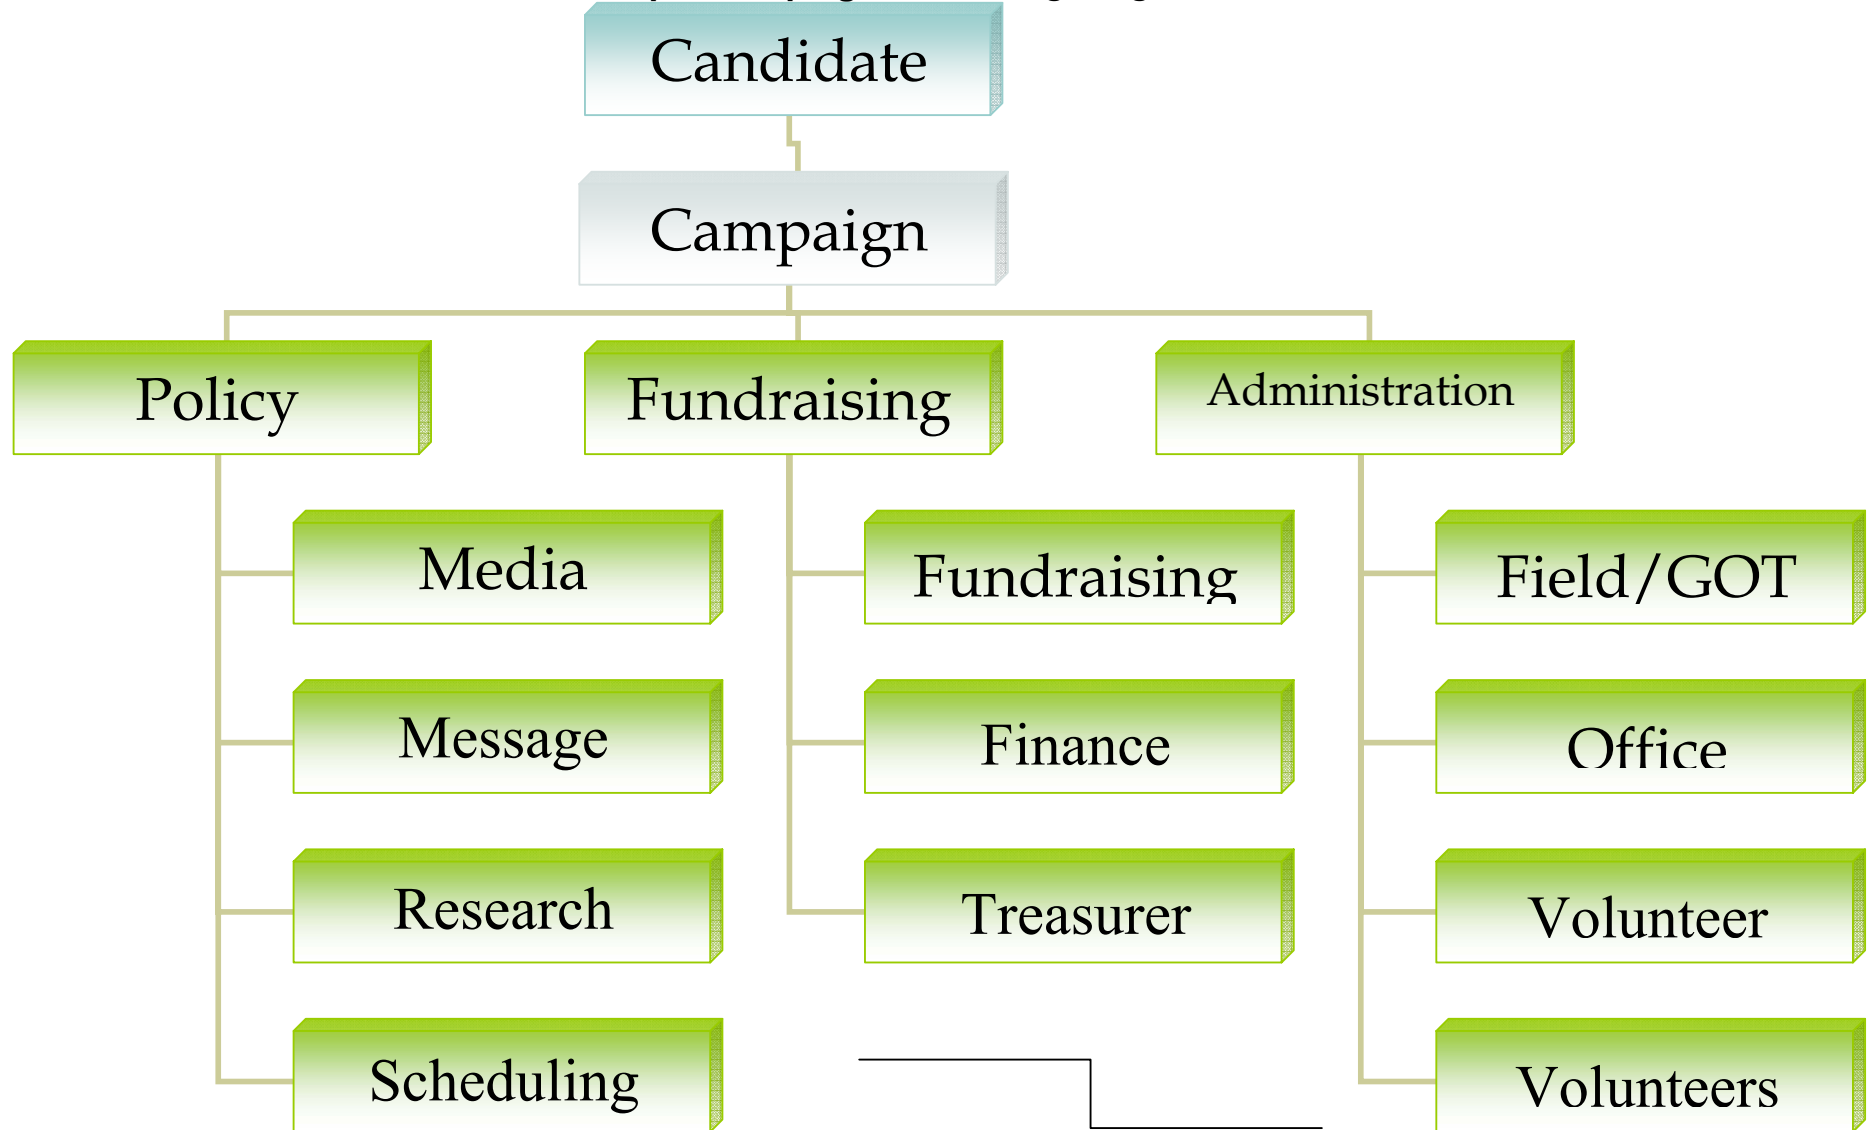 Candidate
Campaign
Policy
Fundraising
Administration
Media
Fundraising
Field/GOT
Message
Finance
Office
Research
Treasurer
Volunteer
Scheduling
Volunteers